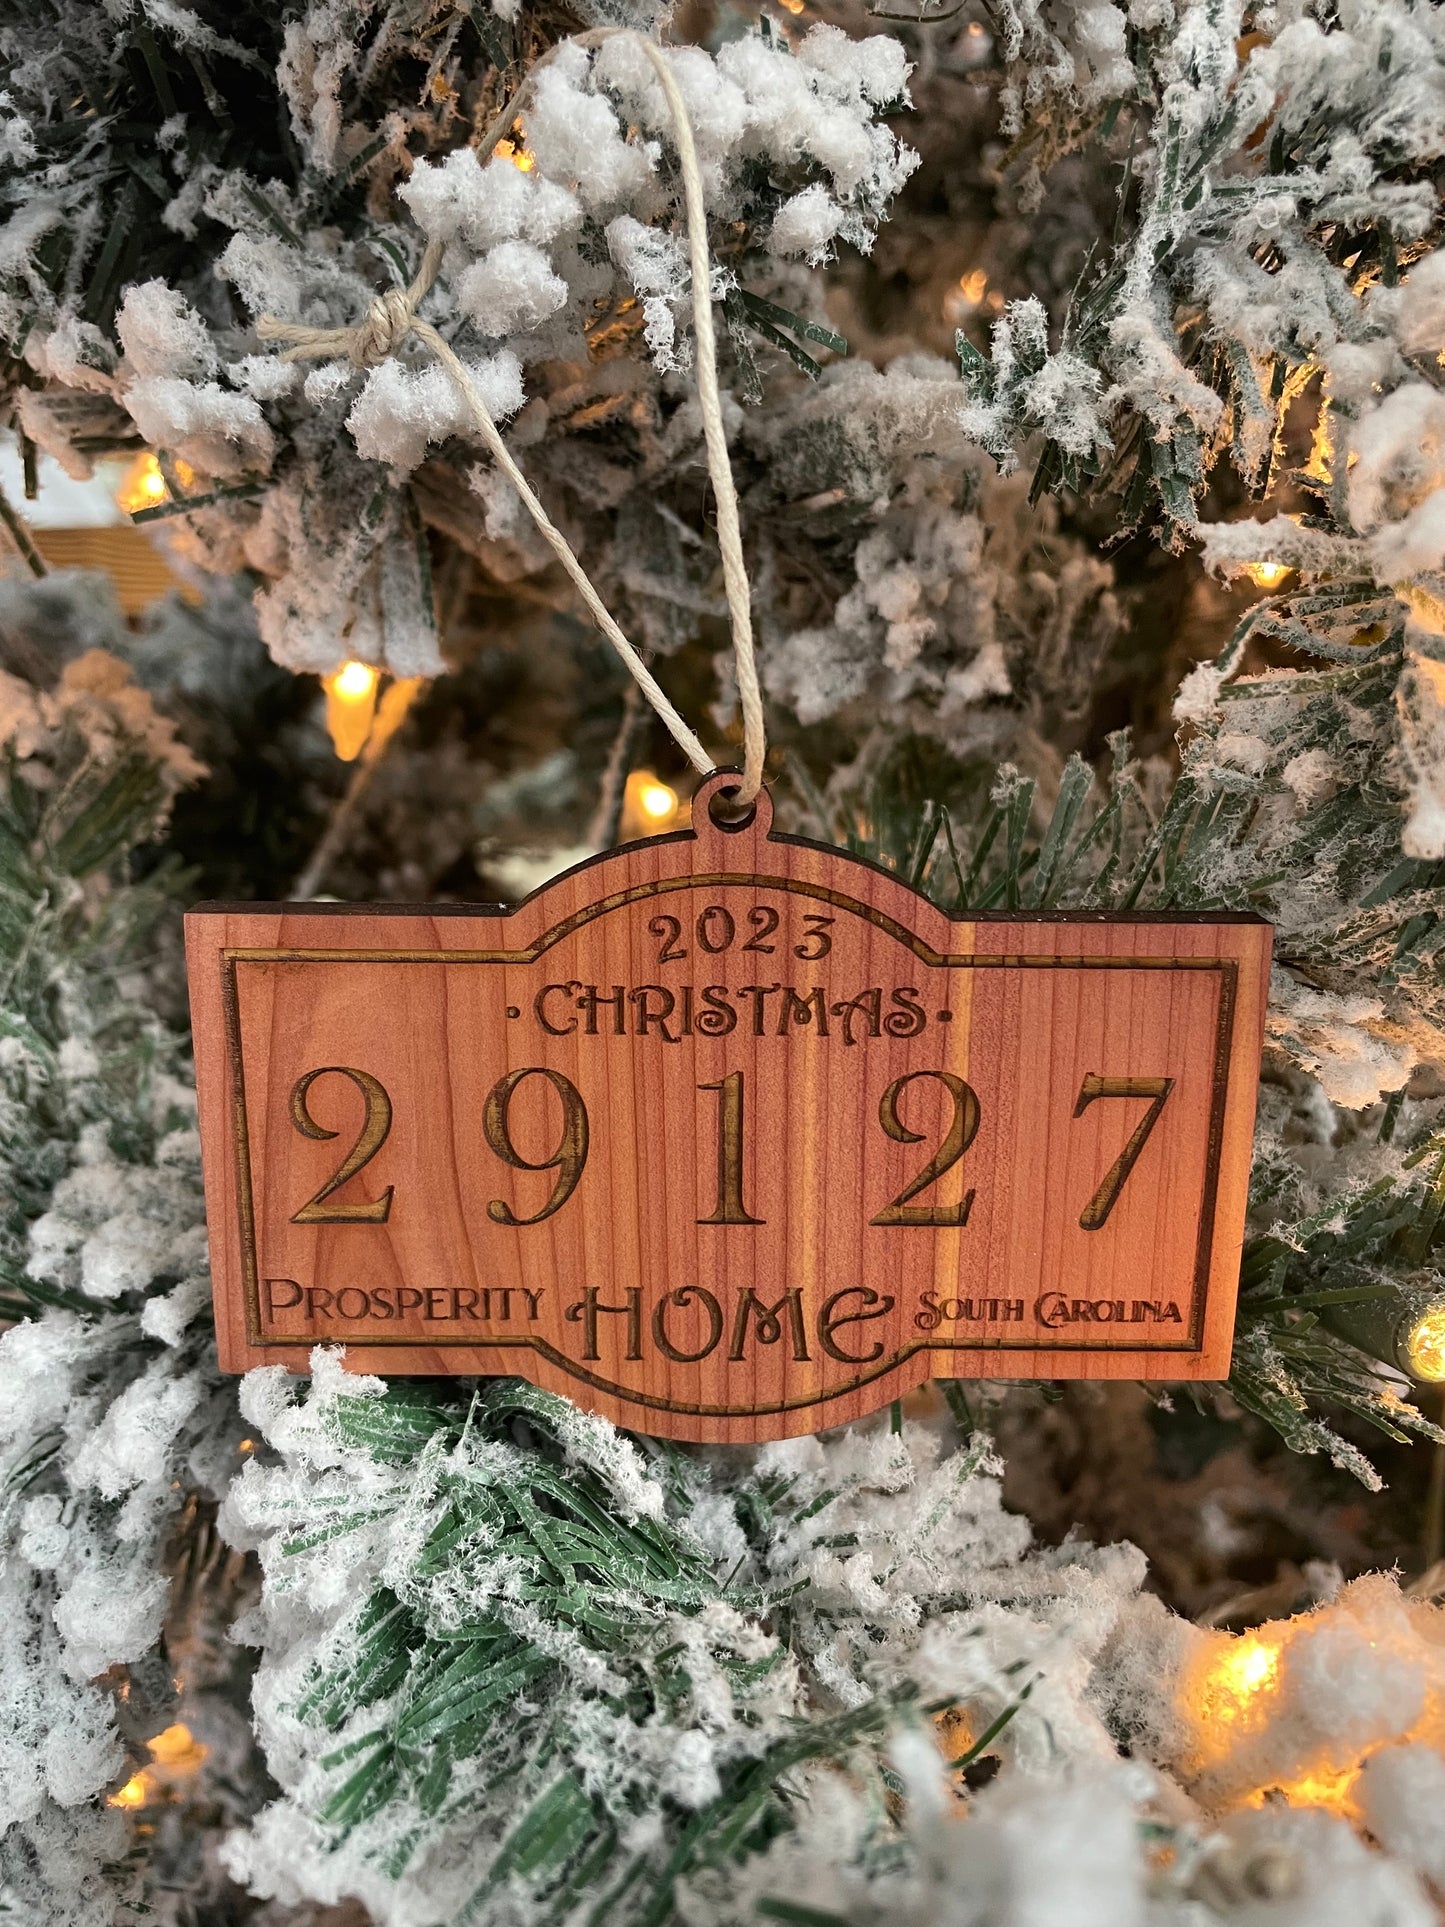 2023
·CHRISTMAS·
29127
PROSPERITY HOME SOUTH CAROLINA